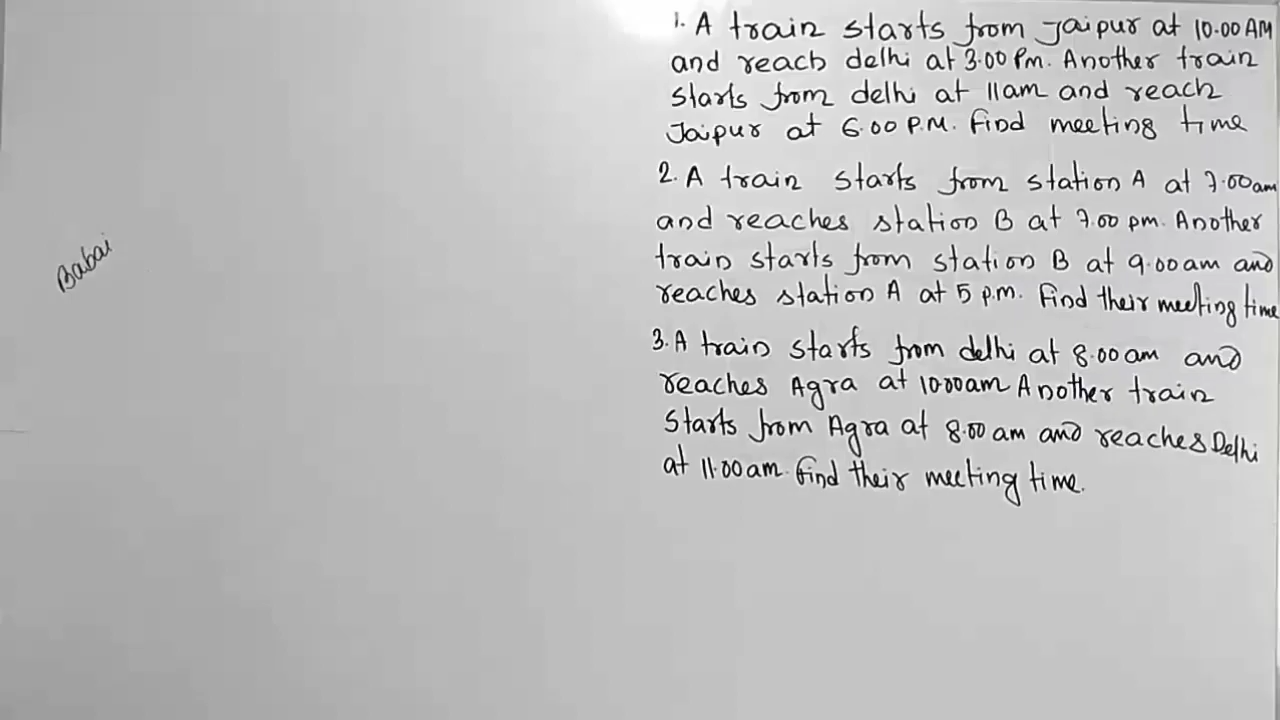 1. A train starts from Jaipur at 10.00 AM
and reach delhi at 3.00 Pm. Another train
starts from delhi at 11am and reach
Jaipur at 6.00 P.M. Find meeting time
2. A train starts from station A at 7.00am
and reaches station B at 7.00 pm. Another
train starts from station B at 9.00am and
reaches station A at 5 p.m. Find their meeting time
3. A train starts from delhi at 8.00am and
reaches Agra at 10.00am Another train
Starts from Agra at 8.00 am and reaches Delhi
at 11.00am. Find their meeting time.
Babai